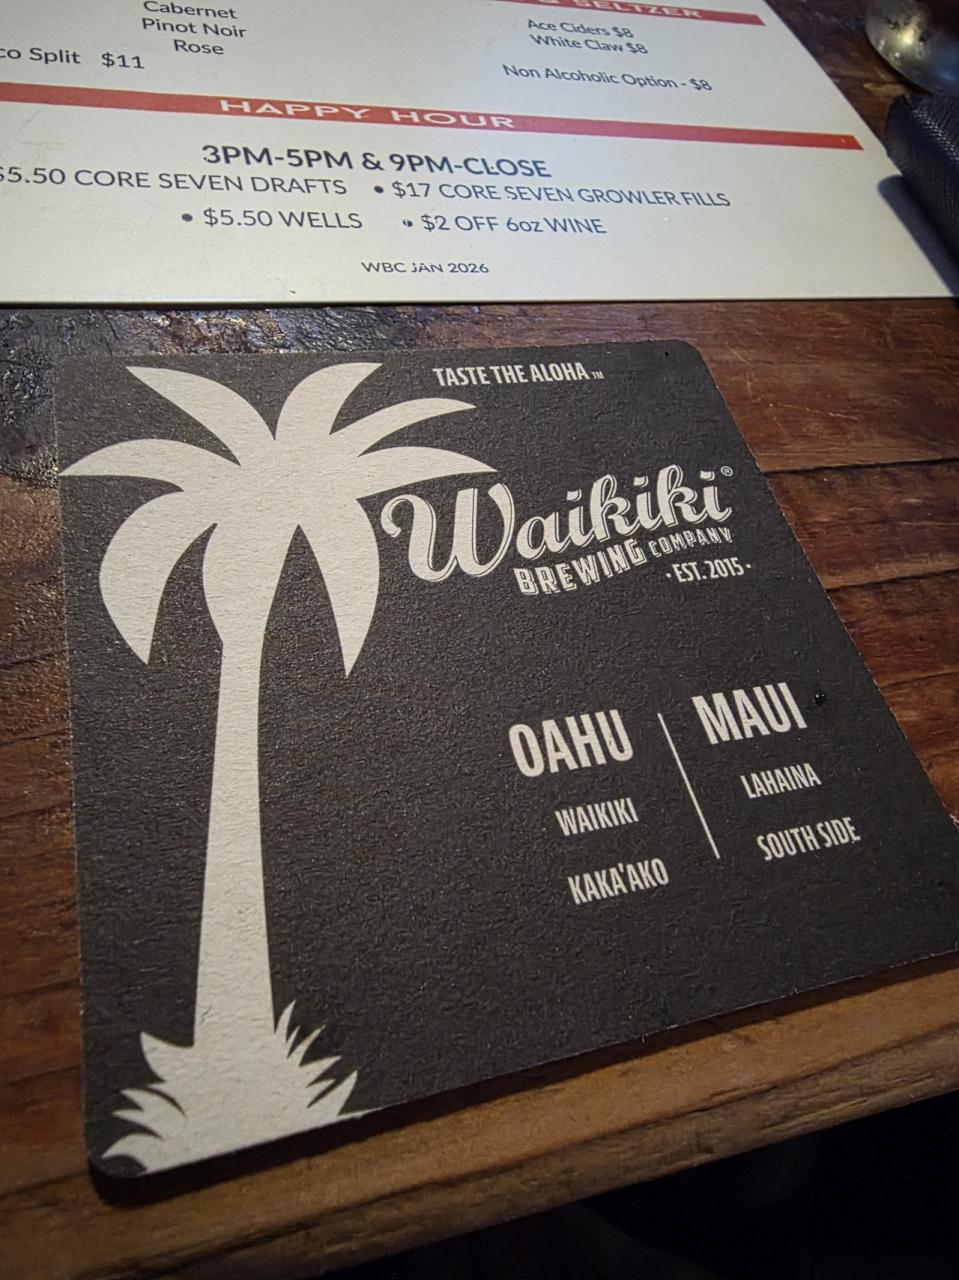 Cabernet
Pinot Noir
Rose
Split $11
& SELTZER
Ace Ciders $8
White Claw $8
Non Alcoholic Option - $8
HAPPY HOUR
3PM-5PM & 9PM-CLOSE
$5.50 CORE SEVEN DRAFTS • $17 CORE SEVEN GROWLER FILLS
• $5.50 WELLS • $2 OFF 6oz WINE
WBC JAN 2026
TASTE THE ALOHA TM
Waikiki®
BREWING COMPANY
·EST. 2015·
OAHU
WAIKIKI
KAKA'AKO
MAUI
LAHAINA
SOUTH SIDE